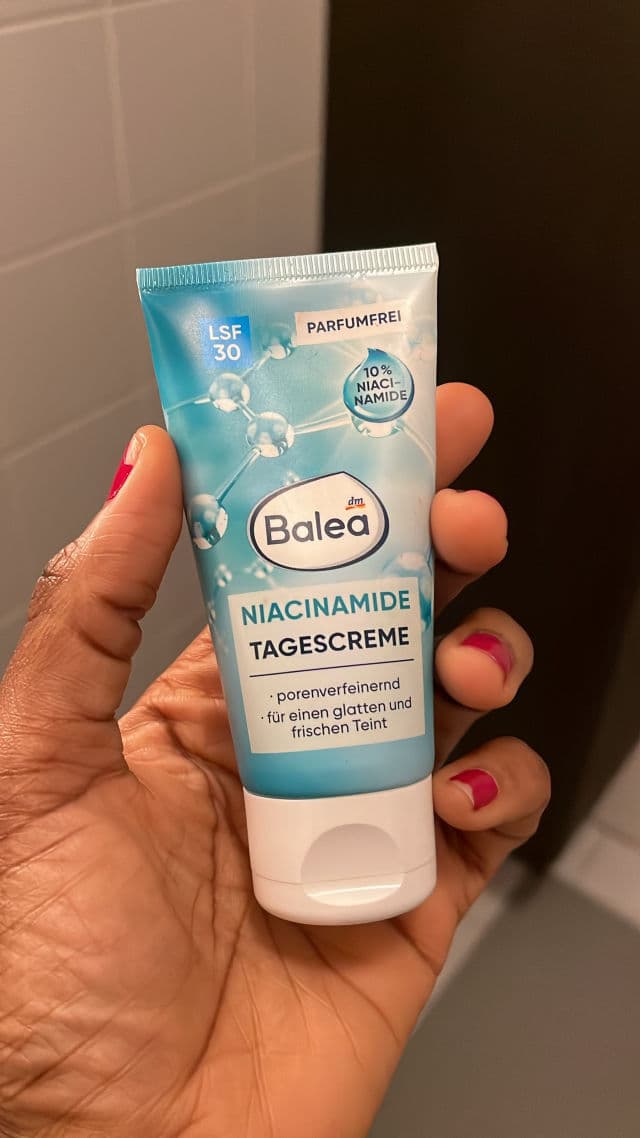 LSF
30
PARFUMFREI
10%
NIACI-
NAMIDE
dm
Balea
NIACINAMIDE
TAGESCREME
· porenverfeinernd
· für einen glatten und
frischen Teint